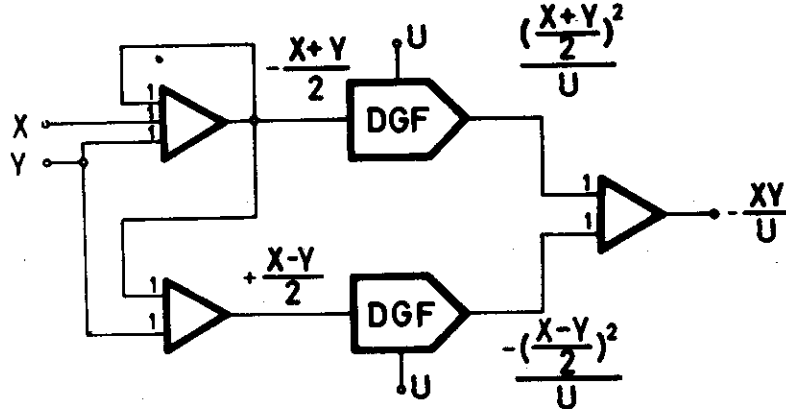 X
Y
1
1
1
- X+Y / 2
U
DGF
(X+Y / 2)² / U
1
1
- XY / U
1
1
+ X-Y / 2
DGF
U
-(X-Y / 2)² / U